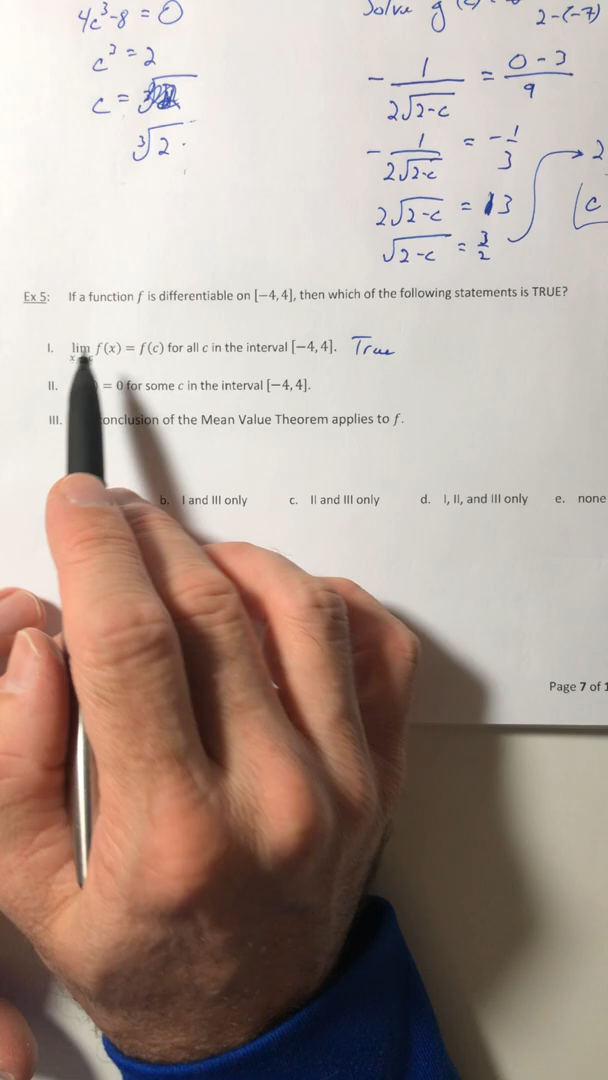 4c³-8 = 0
c³ = 2
c =
∛2
Solve g
2-(-7)
- 1/(2√(2-c)) = (0-3)/9
- 1/(2√(2-c)) = -1/3
2√(2-c) = 3
√(2-c) = 3/2
2
c
Ex 5: If a function f is differentiable on [−4, 4], then which of the following statements is TRUE?
I. lim f(x) = f(c) for all c in the interval [−4, 4]. True
II. = 0 for some c in the interval [−4, 4].
III. conclusion of the Mean Value Theorem applies to f.
b. I and III only c. II and III only d. I, II, and III only e. none
Page 7 of 1